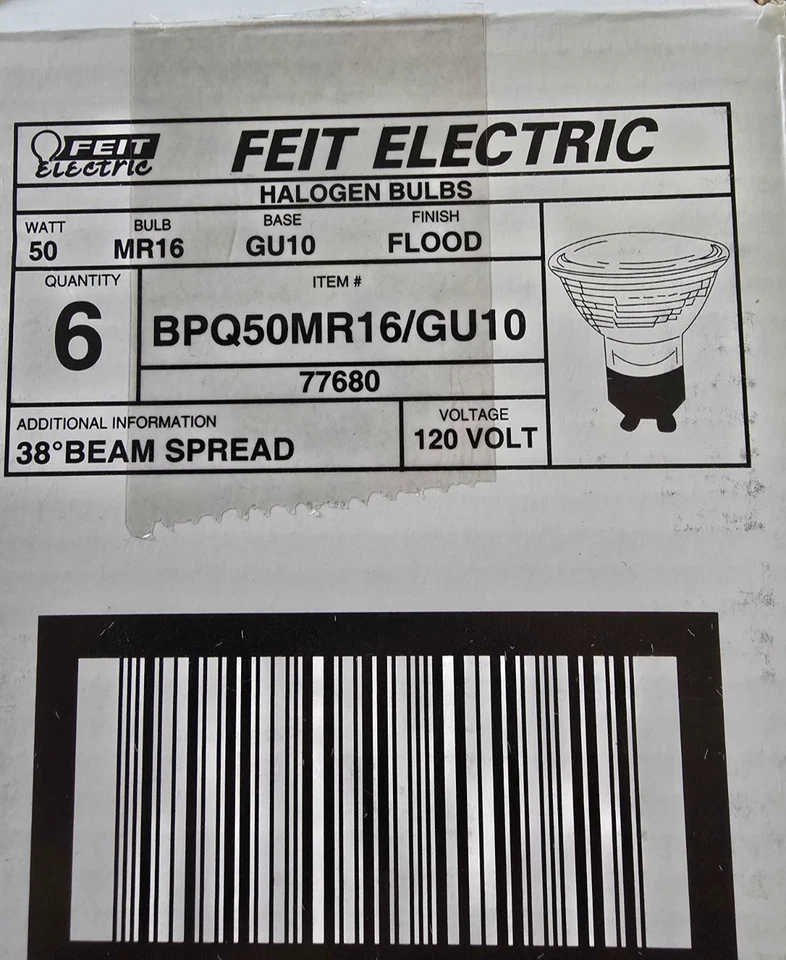 FEIT
ELECTRIC
FEIT ELECTRIC
HALOGEN BULBS
WATT BULB BASE FINISH
50 MR16 GU10 FLOOD
QUANTITY ITEM #
6 BPQ50MR16/GU10
77680
ADDITIONAL INFORMATION VOLTAGE
38°BEAM SPREAD 120 VOLT